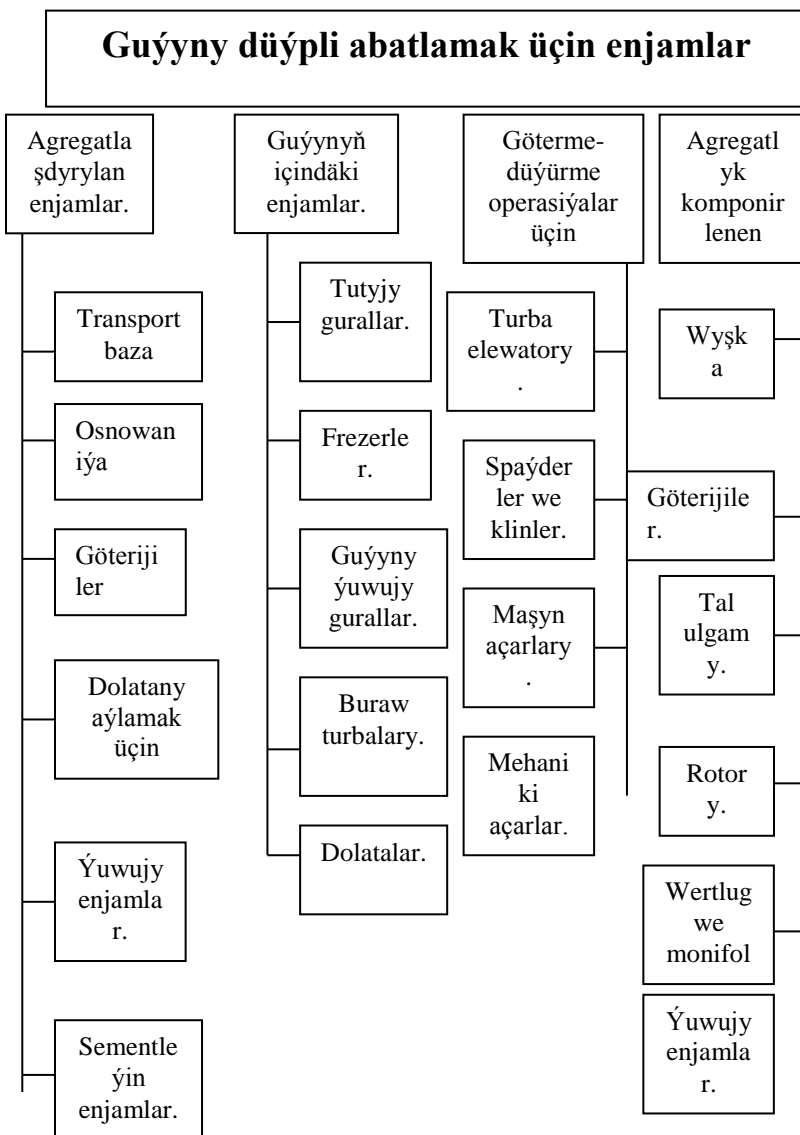 Guýyny düýpli abatlamak üçin enjamlar
Agregatla
şdyrylan
enjamlar.
Transport
baza
Osnowan
iýa
Göteriji
ler
Dolatany
aýlamak
üçin
Ýuwujy
enjamla
r.
Sementle
ýin
enjamlar.
Guýynyň
içindäki
enjamlar.
Tutyjy
gurallar.
Frezerle
r.
Guýyny
ýuwujy
gurallar.
Buraw
turbalary.
Dolatalar.
Göterme-
düýürme
operasiýalar
üçin
Turba
elewatory
.
Spaýder
ler we
klinler.
Maşyn
açarlary
.
Mehani
ki
açarlar.
Agregatl
yk
komponir
lenen
Wyşk
a
Göterijile
r.
Tal
ulgam
y.
Rotor
y.
Wertlug
we
monifol
Ýuwujy
enjamla
r.